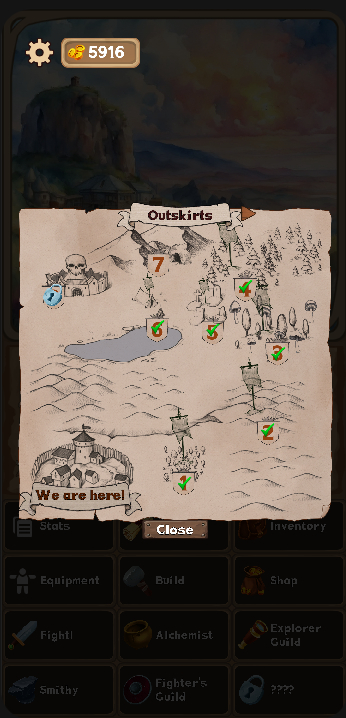 5916
Outskirts
7
4
6
5
3
2
1
We are here!
Close
Stats
Inventory
Equipment
Build
Shop
Fight!
Alchemist
Explorer
Guild
Smithy
Fighter's
Guild
????